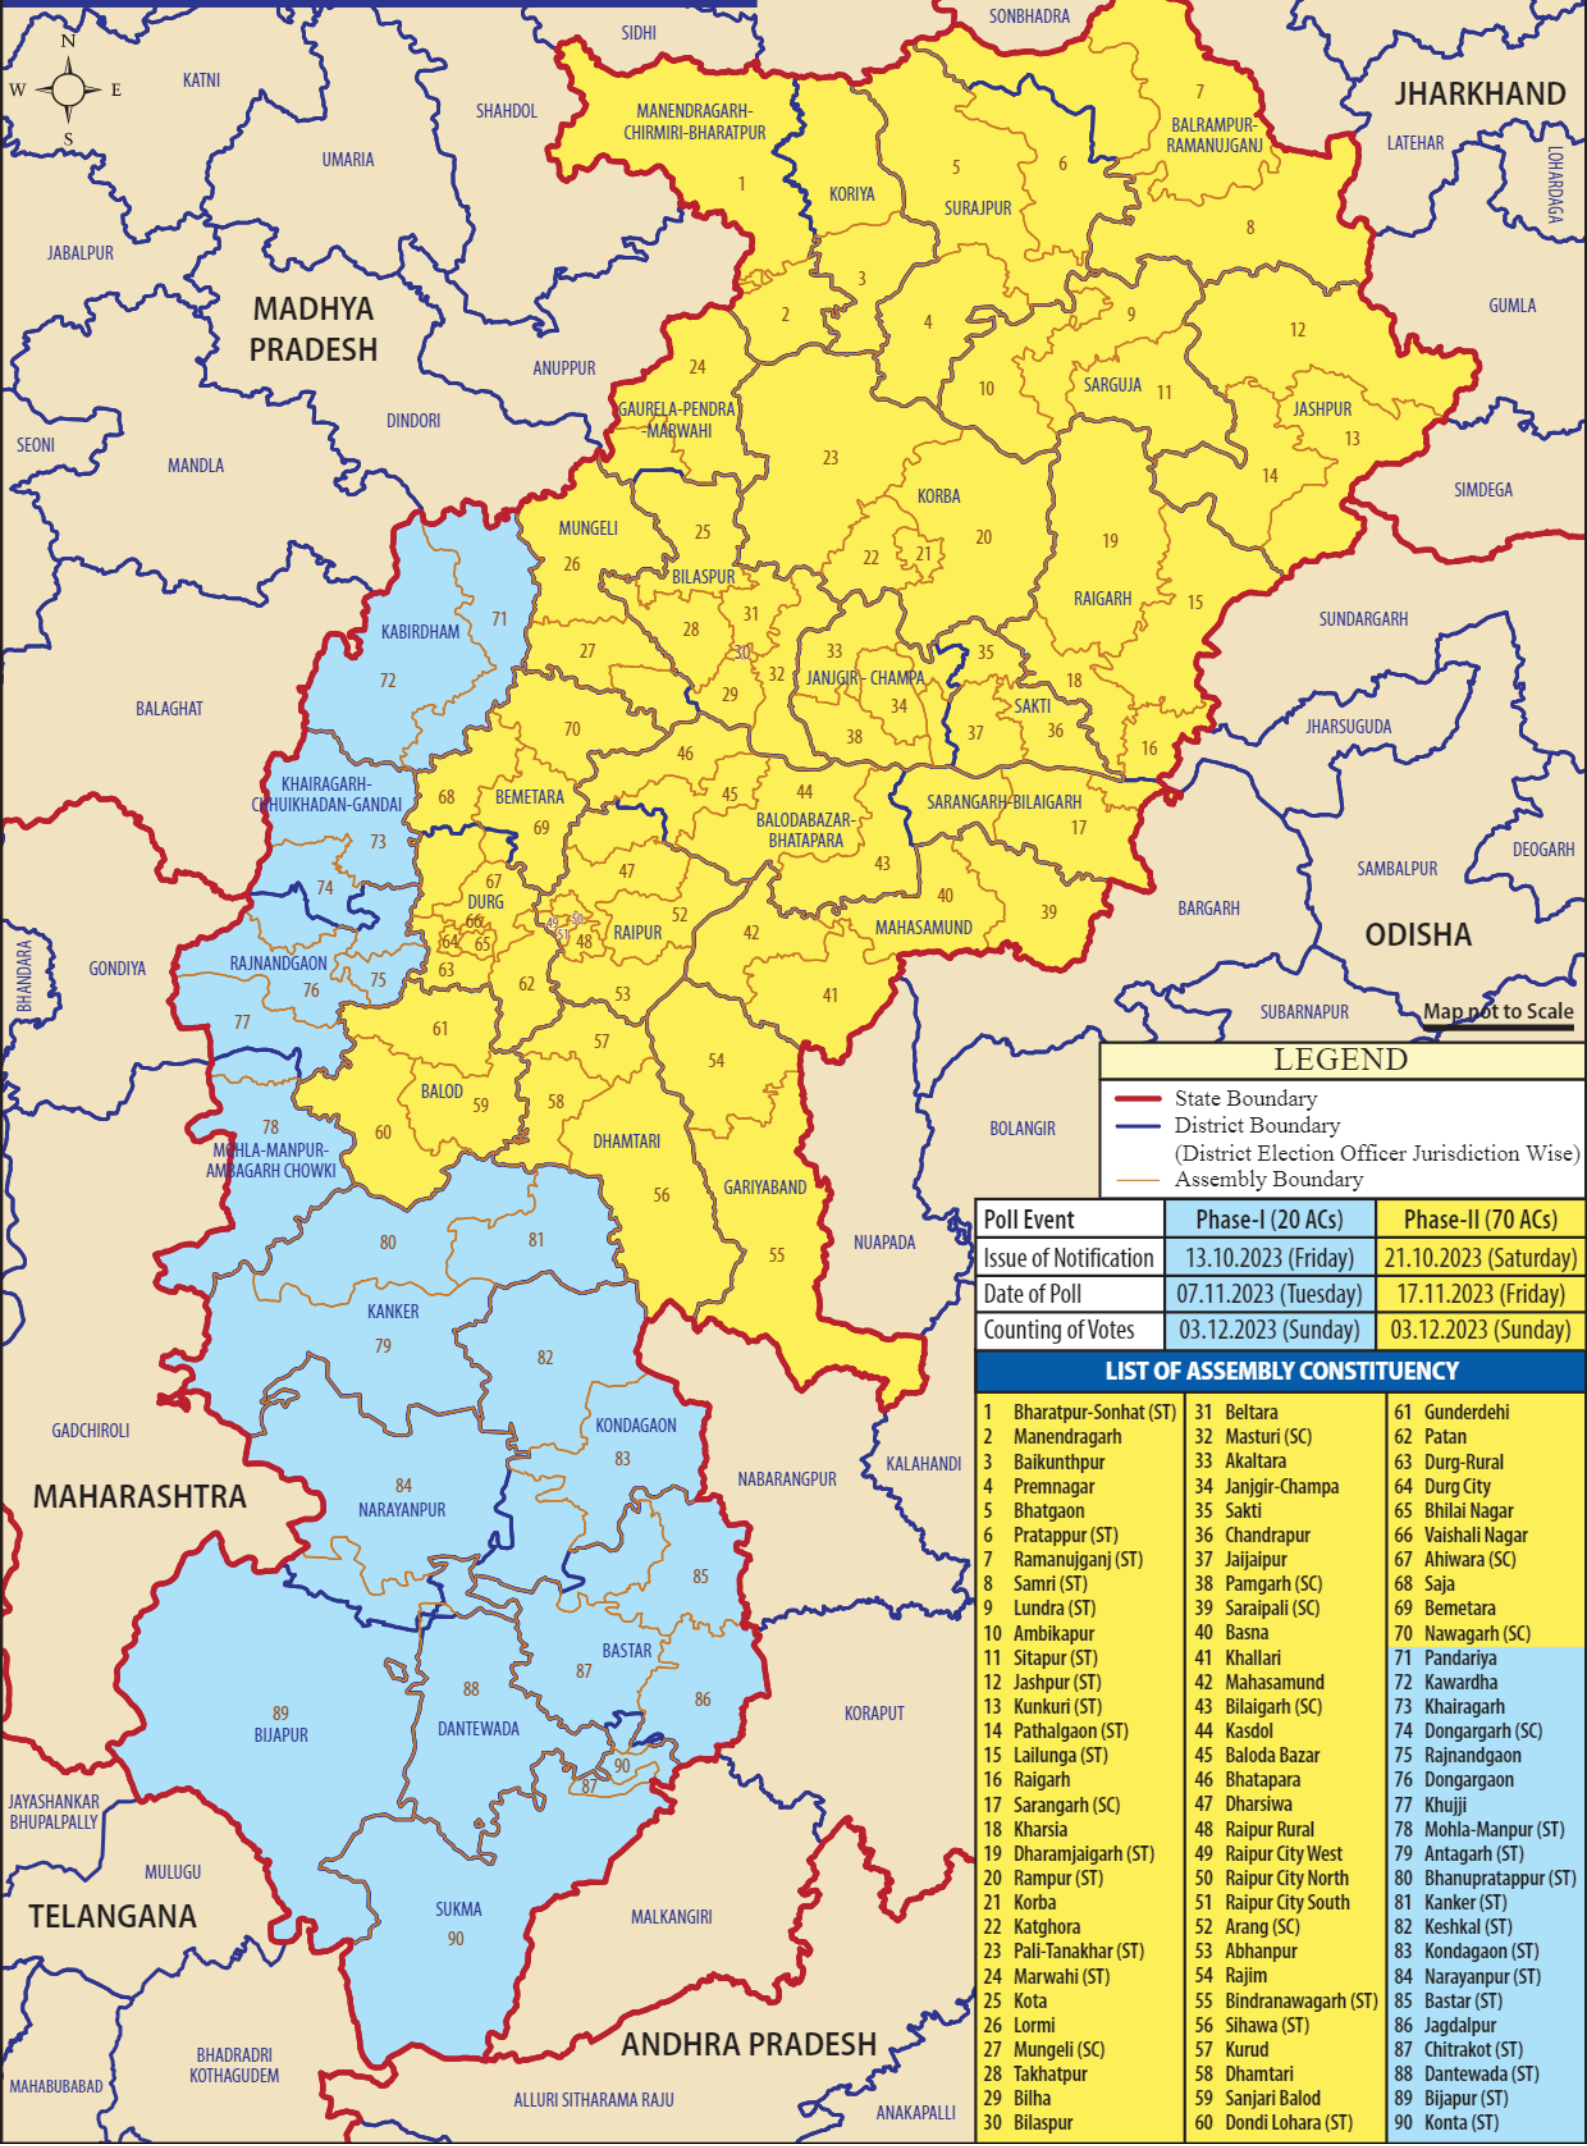 SONBHADRA
SIDHI
N
W E
S
KATNI
SHAHDOL
UMARIA
MANENDRAGARH-
CHIRMIRI-BHARATPUR
1
KORIYA
5
SURAJPUR
6
7
BALRAMPUR-
RAMANUJGANJ
8
JHARKHAND
LATEHAR
LOHARDAGA
GUMLA
SIMDEGA
JABALPUR
MADHYA
PRADESH
ANUPPUR
DINDORI
SEONI
MANDLA
BALAGHAT
2
3
4
9
10
SARGUJA
11
12
JASHPUR
13
14
24
GAURELA-PENDRA
-MARWAHI
23
KORBA
22
21
20
19
RAIGARH
15
18
16
MUNGELI
26
25
BILASPUR
27
28
31
30
32
29
33
JANJGIR - CHAMPA
34
38
35
SAKTI
37
36
71
KABIRDHAM
72
SUNDARGARH
JHARSUGUDA
SAMBALPUR
DEOGARH
BARGARH
ODISHA
SUBARNAPUR
KHAIRAGARH-
CHHUIKHADAN-GANDAI
73
74
70
68
BEMETARA
69
46
45
44
BALODABAZAR-
BHATAPARA
43
SARANGARH-BILAIGARH
17
67
DURG
66
64
65
63
62
47
49
50
51
48
RAIPUR
52
53
42
40
MAHASAMUND
39
41
BHANDARA
GONDIYA
RAJNANDGAON
75
76
77
61
BALOD
59
60
57
58
DHAMTARI
56
54
GARIYABAND
55
78
MOHLA-MANPUR-
AMBAGARH CHOWKI
BOLANGIR
NUAPADA
KALAHANDI
NABARANGPUR
KORAPUT
80
81
KANKER
79
82
KONDAGAON
83
84
NARAYANPUR
85
BASTAR
87
86
88
DANTEWADA
89
BIJAPUR
90
87
SUKMA
90
GADCHIROLI
MAHARASHTRA
JAYASHANKAR
BHUPALPALLY
MULUGU
TELANGANA
MALKANGIRI
ANDHRA PRADESH
BHADRADRI
KOTHAGUDEM
MAHABUBABAD
ALLURI SITHARAMA RAJU
ANAKAPALLI
Map not to Scale
LEGEND
State Boundary
District Boundary
(District Election Officer Jurisdiction Wise)
Assembly Boundary
Poll Event Phase-I (20 ACs) Phase-II (70 ACs)
Issue of Notification 13.10.2023 (Friday) 21.10.2023 (Saturday)
Date of Poll 07.11.2023 (Tuesday) 17.11.2023 (Friday)
Counting of Votes 03.12.2023 (Sunday) 03.12.2023 (Sunday)
LIST OF ASSEMBLY CONSTITUENCY
1 Bharatpur-Sonhat (ST)
2 Manendragarh
3 Baikunthpur
4 Premnagar
5 Bhatgaon
6 Pratappur (ST)
7 Ramanujganj (ST)
8 Samri (ST)
9 Lundra (ST)
10 Ambikapur
11 Sitapur (ST)
12 Jashpur (ST)
13 Kunkuri (ST)
14 Pathalgaon (ST)
15 Lailunga (ST)
16 Raigarh
17 Sarangarh (SC)
18 Kharsia
19 Dharamjaigarh (ST)
20 Rampur (ST)
21 Korba
22 Katghora
23 Pali-Tanakhar (ST)
24 Marwahi (ST)
25 Kota
26 Lormi
27 Mungeli (SC)
28 Takhatpur
29 Bilha
30 Bilaspur
31 Beltara
32 Masturi (SC)
33 Akaltara
34 Janjgir-Champa
35 Sakti
36 Chandrapur
37 Jaijaipur
38 Pamgarh (SC)
39 Saraipali (SC)
40 Basna
41 Khallari
42 Mahasamund
43 Bilaigarh (SC)
44 Kasdol
45 Baloda Bazar
46 Bhatapara
47 Dharsiwa
48 Raipur Rural
49 Raipur City West
50 Raipur City North
51 Raipur City South
52 Arang (SC)
53 Abhanpur
54 Rajim
55 Bindranawagarh (ST)
56 Sihawa (ST)
57 Kurud
58 Dhamtari
59 Sanjari Balod
60 Dondi Lohara (ST)
61 Gunderdehi
62 Patan
63 Durg-Rural
64 Durg City
65 Bhilai Nagar
66 Vaishali Nagar
67 Ahiwara (SC)
68 Saja
69 Bemetara
70 Nawagarh (SC)
71 Pandariya
72 Kawardha
73 Khairagarh
74 Dongargarh (SC)
75 Rajnandgaon
76 Dongargaon
77 Khujji
78 Mohla-Manpur (ST)
79 Antagarh (ST)
80 Bhanupratappur (ST)
81 Kanker (ST)
82 Keshkal (ST)
83 Kondagaon (ST)
84 Narayanpur (ST)
85 Bastar (ST)
86 Jagdalpur
87 Chitrakot (ST)
88 Dantewada (ST)
89 Bijapur (ST)
90 Konta (ST)